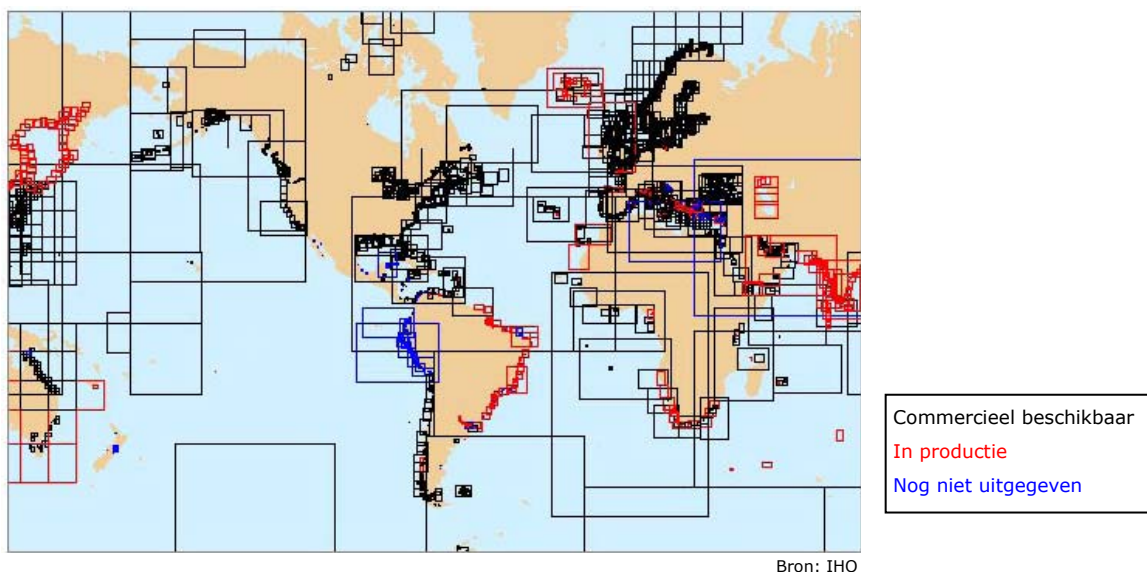 Commercieel beschikbaar
In productie
Nog niet uitgegeven
Bron: IHO